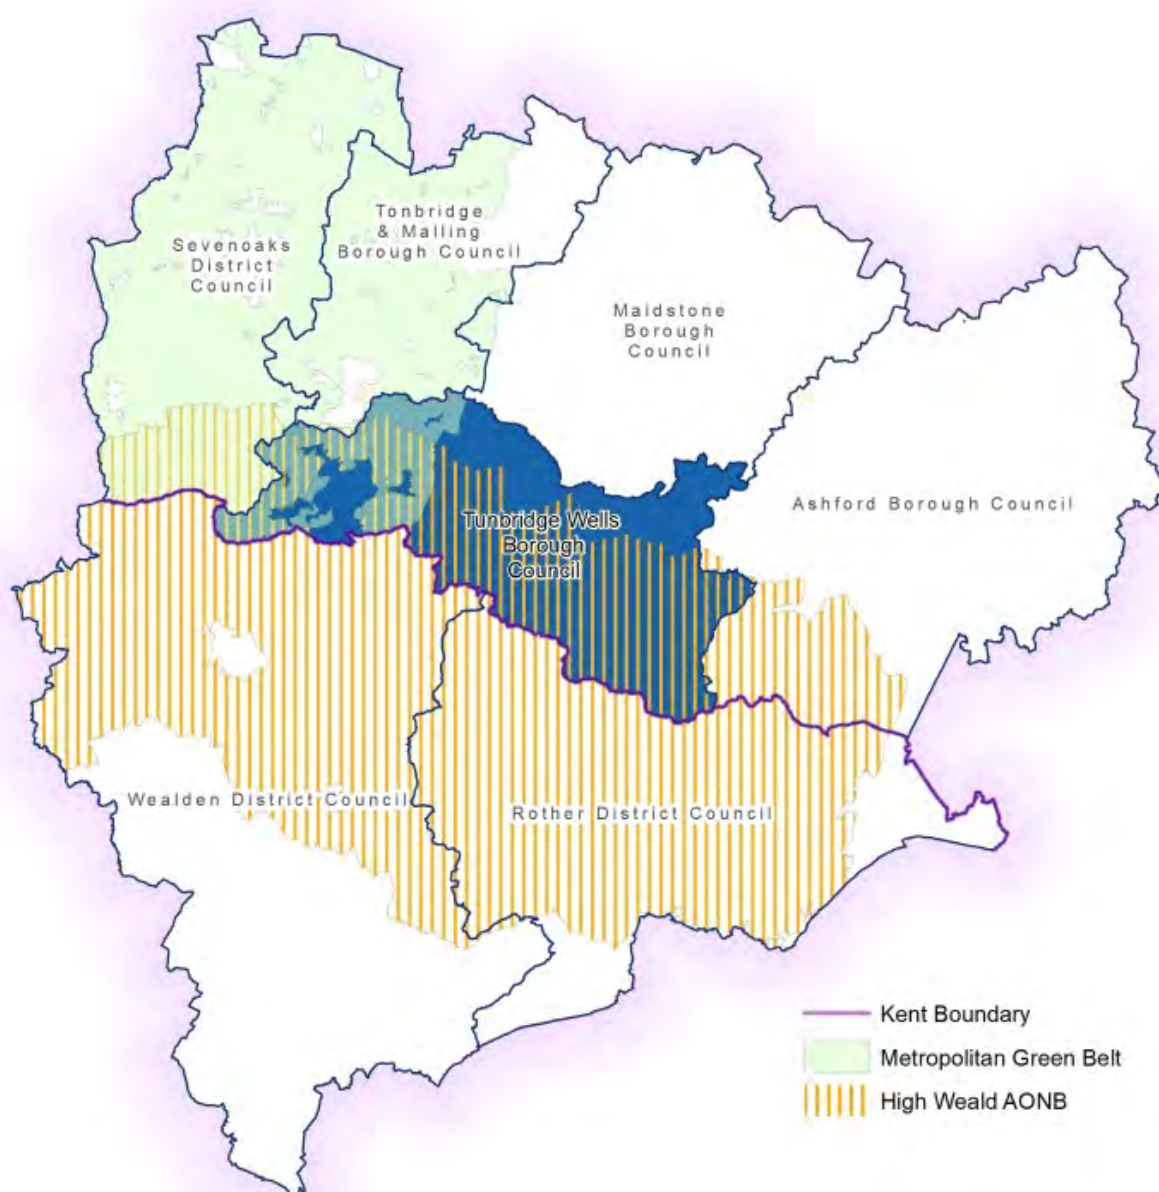 Tonbridge
& Malling
Borough Council
Sevenoaks
District
Council
Maidstone
Borough
Council
Ashford Borough Council
Tunbridge Wells
Borough
Council
Wealden District Council
Rother District Council
Kent Boundary
Metropolitan Green Belt
High Weald AONB